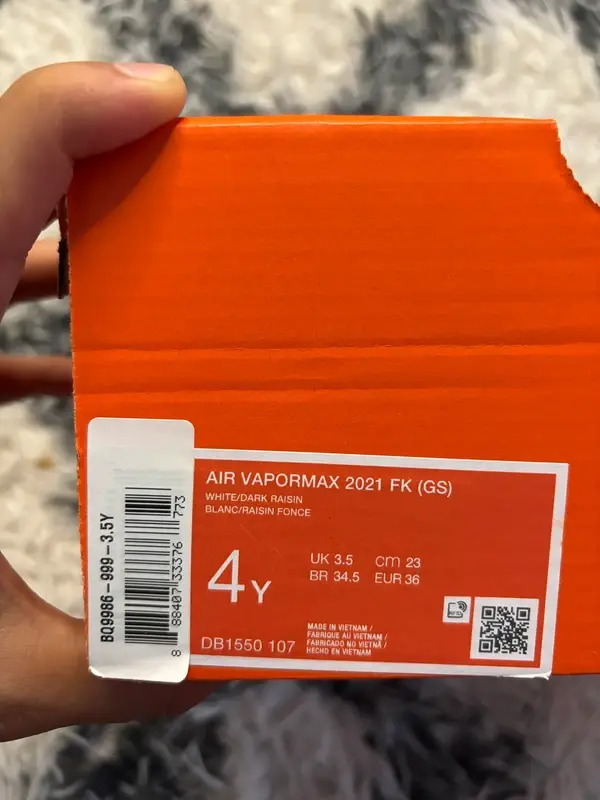 AIR VAPORMAX 2021 FK (GS)
WHITE/DARK RAISIN
BLANC/RAISIN FONCE
4Y
UK 3.5 cm 23
BR 34.5 EUR 36
DB1550 107
MADE IN VIETNAM /
FABRIQUE AU VIETNAM /
FABRICADO NO VIETNÃ /
HECHO EN VIETNAM
BO9986-999-3.5Y
8 88407 33376 773